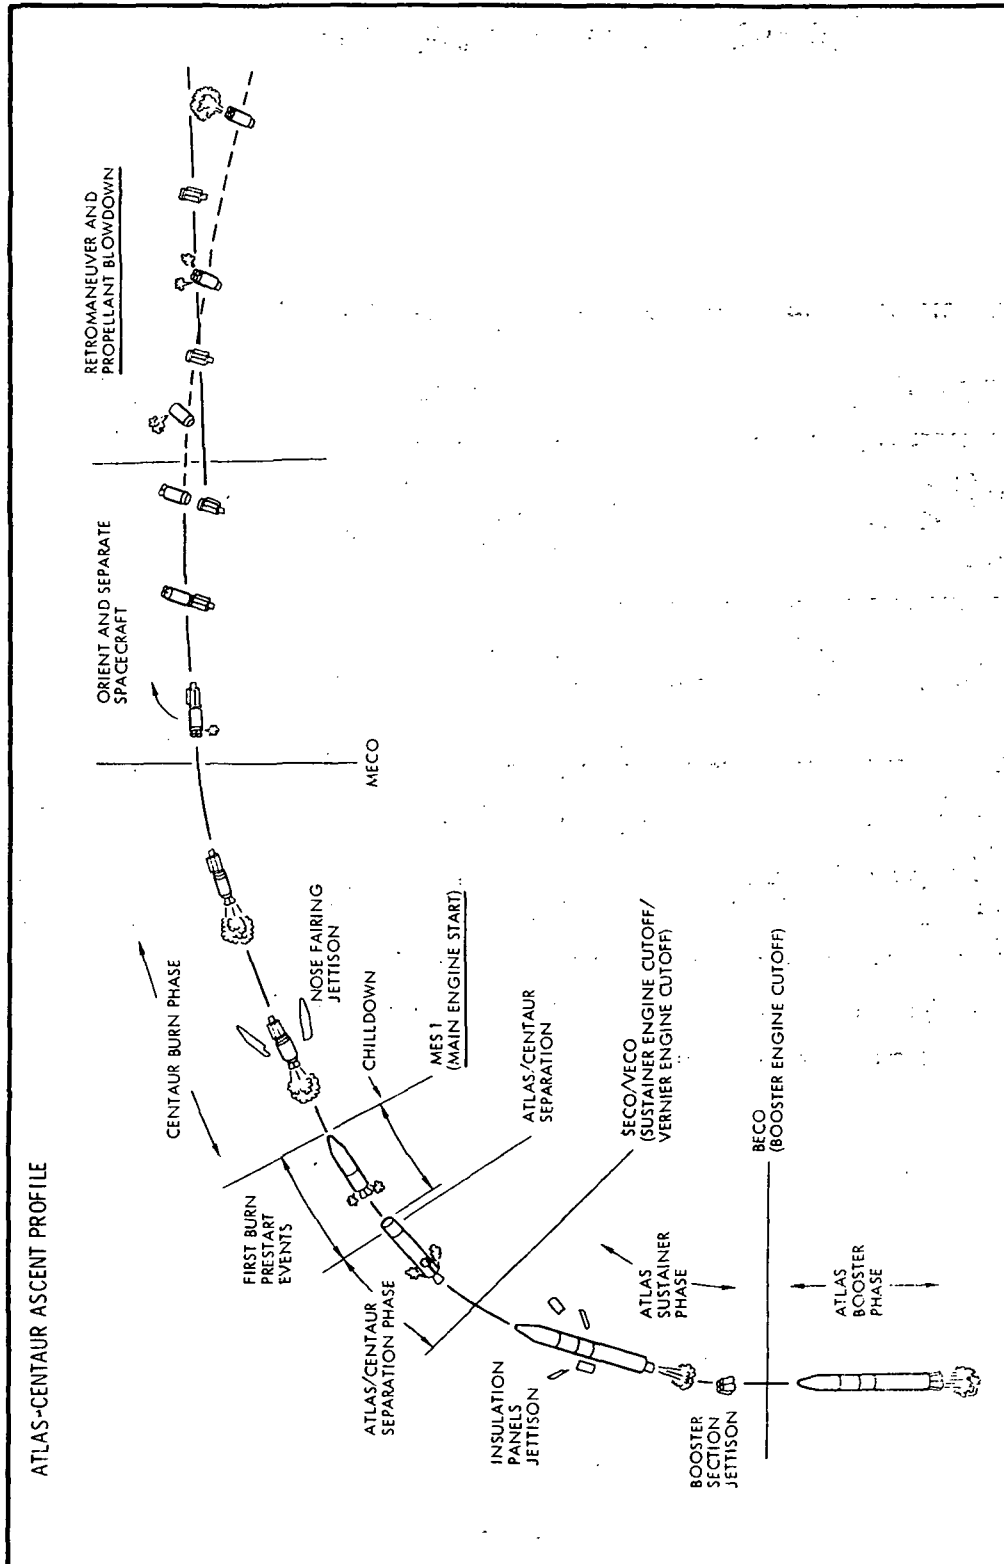 ATLAS-CENTAUR ASCENT PROFILE
RETROMANEUVER AND
PROPELLANT BLOWDOWN
ORIENT AND SEPARATE
SPACECRAFT
MECO
CENTAUR BURN PHASE
NOSE FAIRING
JETTISON
CHILLDOWN
MES 1
(MAIN ENGINE START)
FIRST BURN
PRESTART
EVENTS
ATLAS/CENTAUR
SEPARATION
ATLAS/CENTAUR
SEPARATION PHASE
SECO/VECO
(SUSTAINER ENGINE CUTOFF/
VERNIER ENGINE CUTOFF)
INSULATION
PANELS
JETTISON
ATLAS
SUSTAINER
PHASE
BECO
(BOOSTER ENGINE CUTOFF)
BOOSTER
SECTION
JETTISON
ATLAS
BOOSTER
PHASE